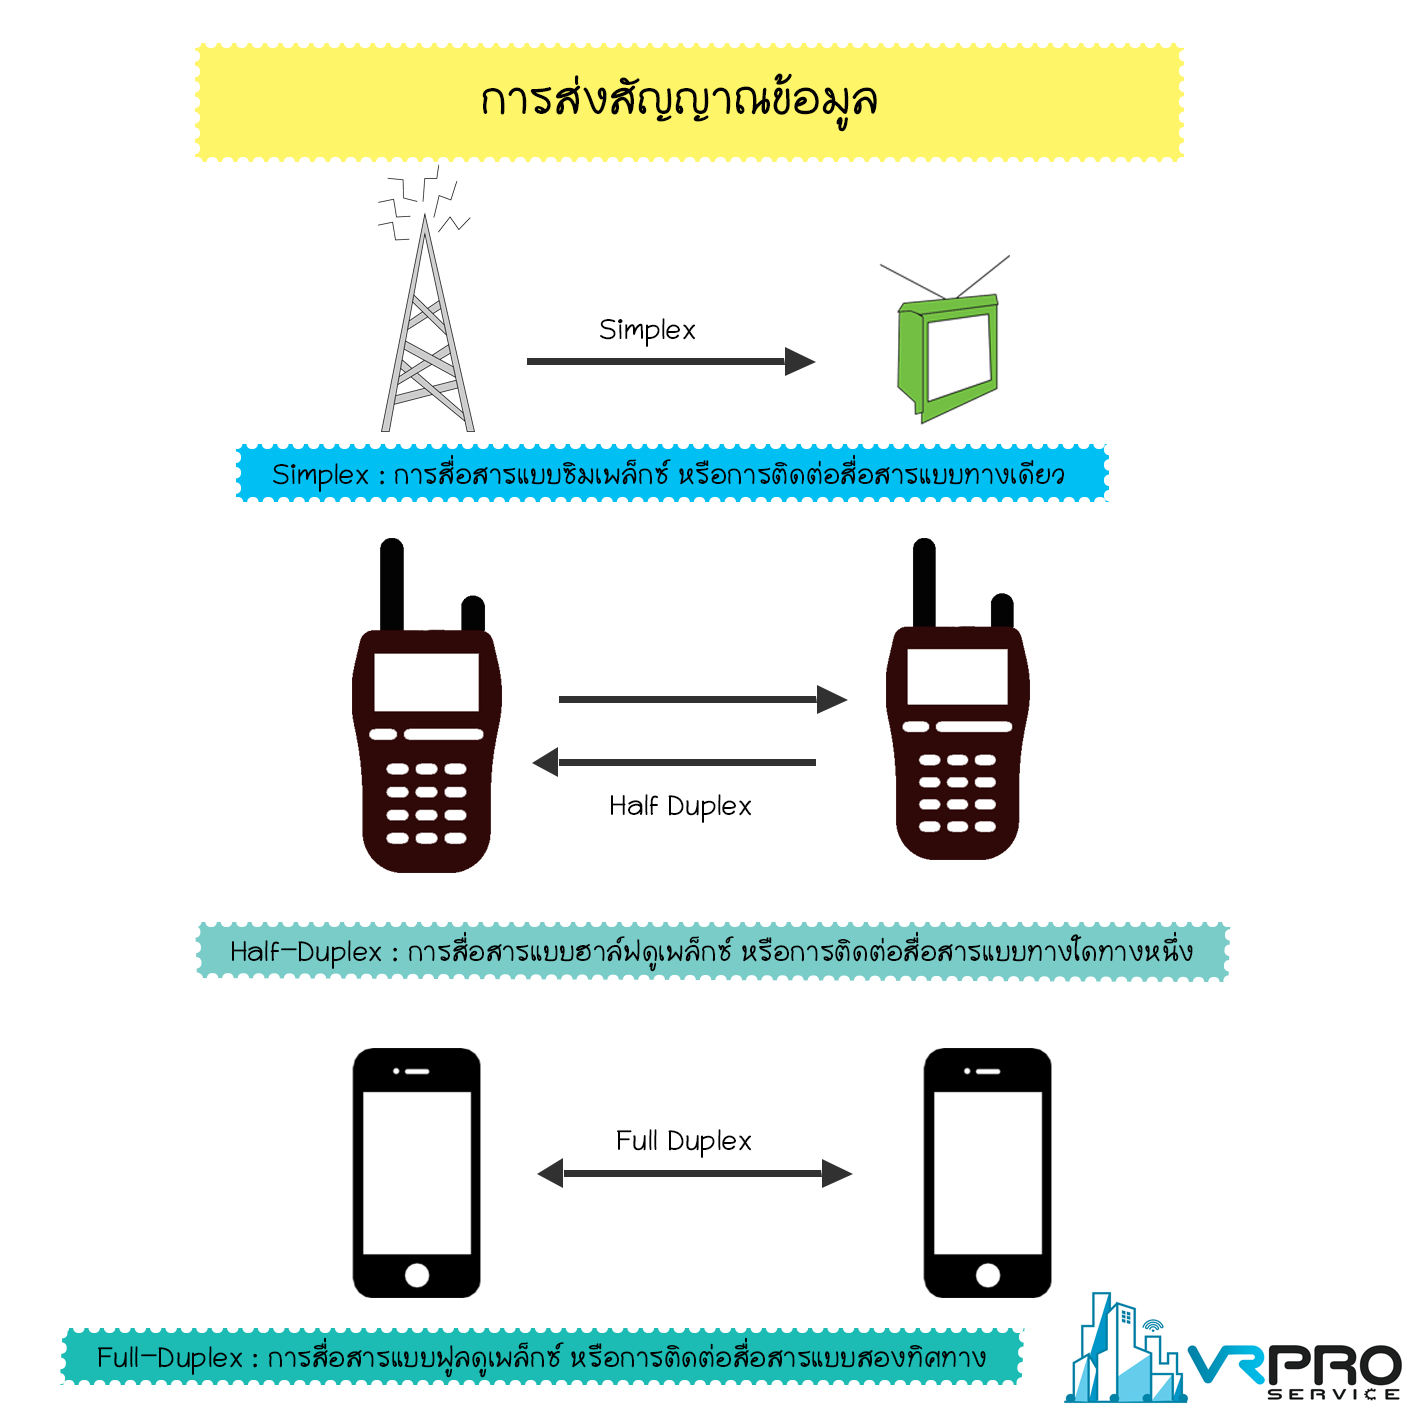 การส่งสัญญาณข้อมูล
Simplex
Simplex : การสื่อสารแบบซิมเพล็กซ์ หรือการติดต่อสื่อสารแบบทางเดียว
Half Duplex
Half-Duplex : การสื่อสารแบบฮาล์ฟดูเพล็กซ์ หรือการติดต่อสื่อสารแบบทางใดทางหนึ่ง
Full Duplex
Full-Duplex : การสื่อสารแบบฟูลดูเพล็กซ์ หรือการติดต่อสื่อสารแบบสองทิศทาง
VRPRO
SERVICE